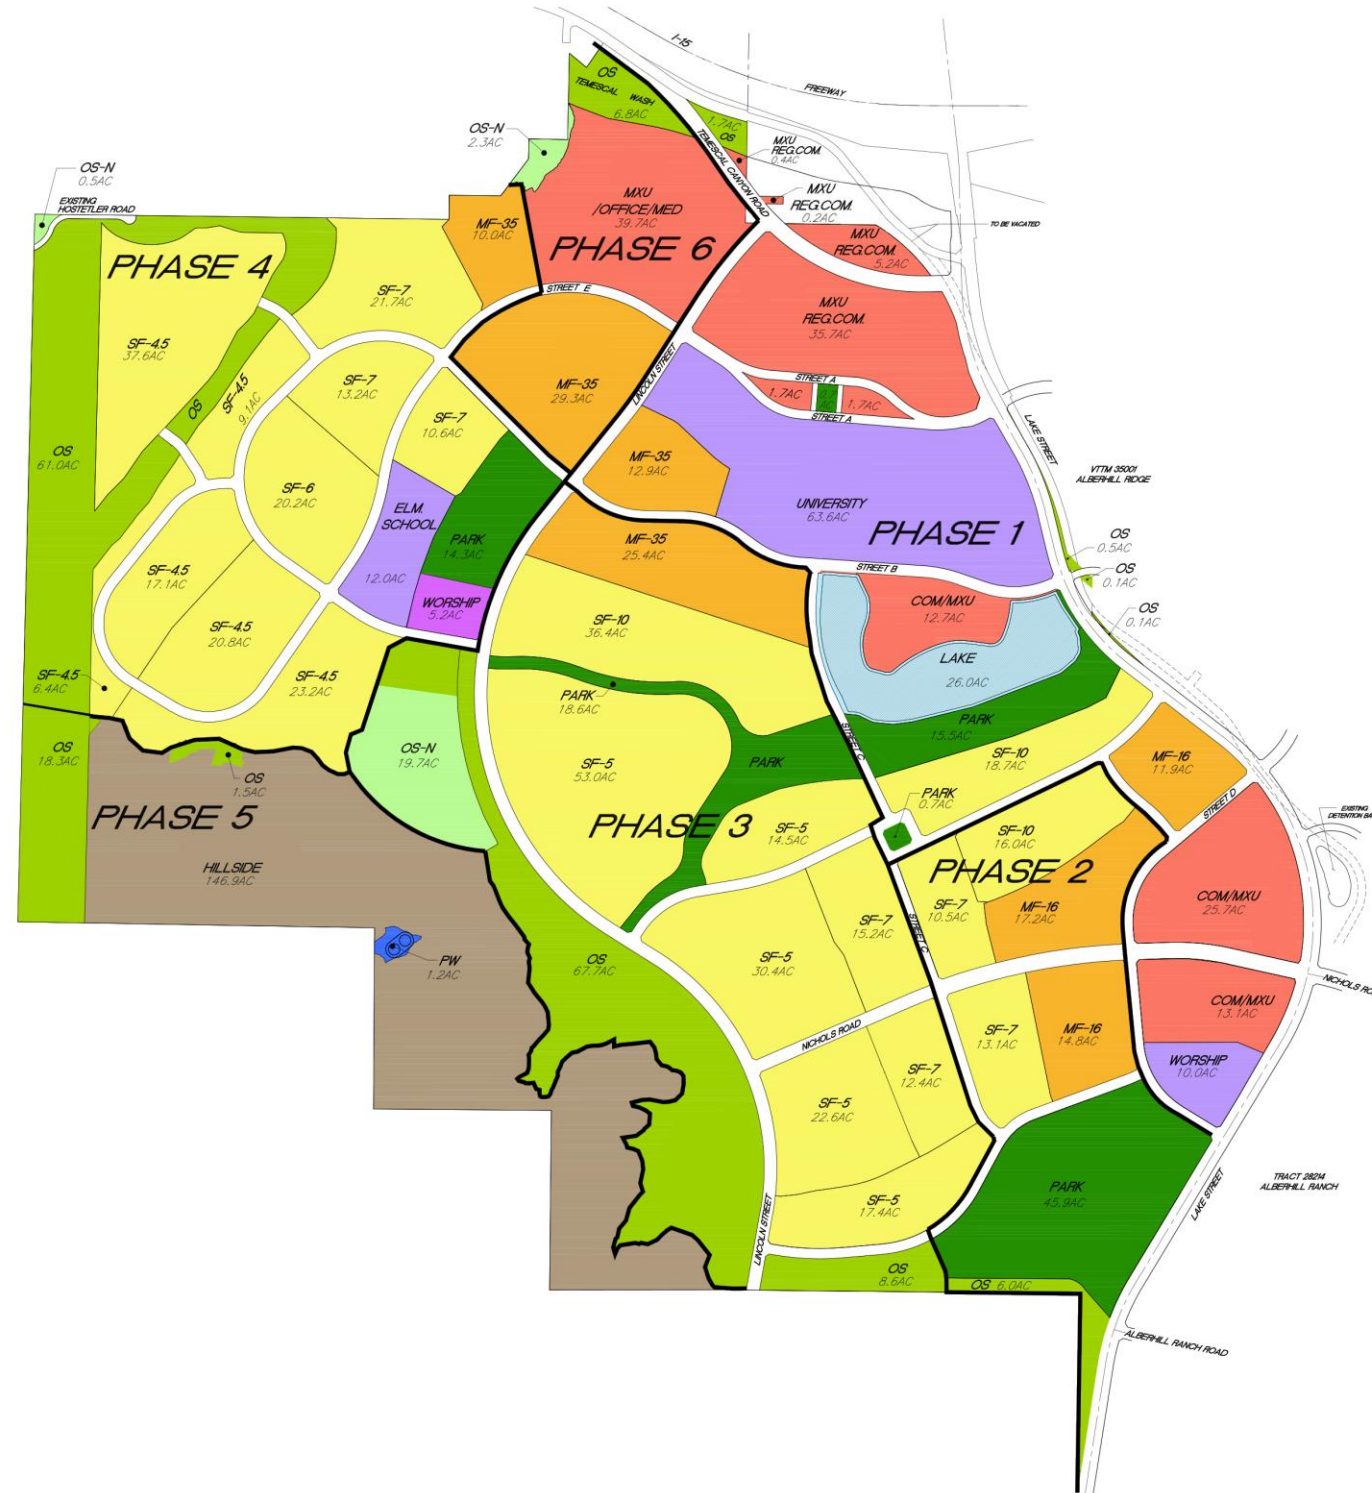 I-15
FREEWAY
OS
TEMESCAL WASH
6.8AC
1.7AC
OS
TEMESCAL CANYON ROAD
MXU
REG.COM.
0.4AC
MXU
REG.COM.
0.2AC
TO BE VACATED
MXU
REG.COM.
5.2AC
OS-N
2.3AC
OS-N
0.5AC
EXISTING
HOSTETLER ROAD
MXU
/OFFICE/MED
39.7AC
PHASE 6
MF-35
10.0AC
PHASE 4
SF-7
21.7AC
STREET E
MXU
REG.COM.
35.7AC
SF-4.5
37.6AC
SF-4.5
9.1AC
OS
SF-7
13.2AC
SF-7
10.6AC
MF-35
29.3AC
LINCOLN STREET
STREET A
1.7AC
1.7AC
STREET A
LAKE STREET
OS
61.0AC
SF-6
20.2AC
ELM.
SCHOOL
12.0AC
PARK
14.3AC
MF-35
12.9AC
UNIVERSITY
63.6AC
PHASE 1
VTTM 35001
ALBERHILL RIDGE
MF-35
25.4AC
STREET B
OS
0.5AC
OS
0.1AC
OS
0.1AC
SF-4.5
17.1AC
WORSHIP
5.2AC
COM/MXU
12.7AC
SF-4.5
20.8AC
SF-10
36.4AC
LAKE
26.0AC
SF-4.5
6.4AC
SF-4.5
23.2AC
PARK
18.6AC
PARK
15.5AC
STREET C
OS
18.3AC
OS
1.5AC
OS-N
19.7AC
SF-5
53.0AC
PARK
SF-10
18.7AC
MF-16
11.9AC
PARK
0.7AC
STREET D
EXISTING
PHASE 5
PHASE 3
SF-5
14.5AC
SF-10
16.0AC
PHASE 2
HILLSIDE
146.9AC
SF-7
10.5AC
MF-16
17.2AC
COM/MXU
25.7AC
SF-7
15.2AC
STREET C
PW
1.2AC
OS
67.7AC
SF-5
30.4AC
COM/MXU
13.1AC
NICHOLS ROAD
SF-7
13.1AC
MF-16
14.8AC
WORSHIP
10.0AC
SF-7
12.4AC
SF-5
22.6AC
TRACT 28214
ALBERHILL RANCH
PARK
45.9AC
LAKE STREET
SF-5
17.4AC
LINCOLN STREET
OS
8.6AC
OS 6.0AC
ALBERHILL RANCH ROAD